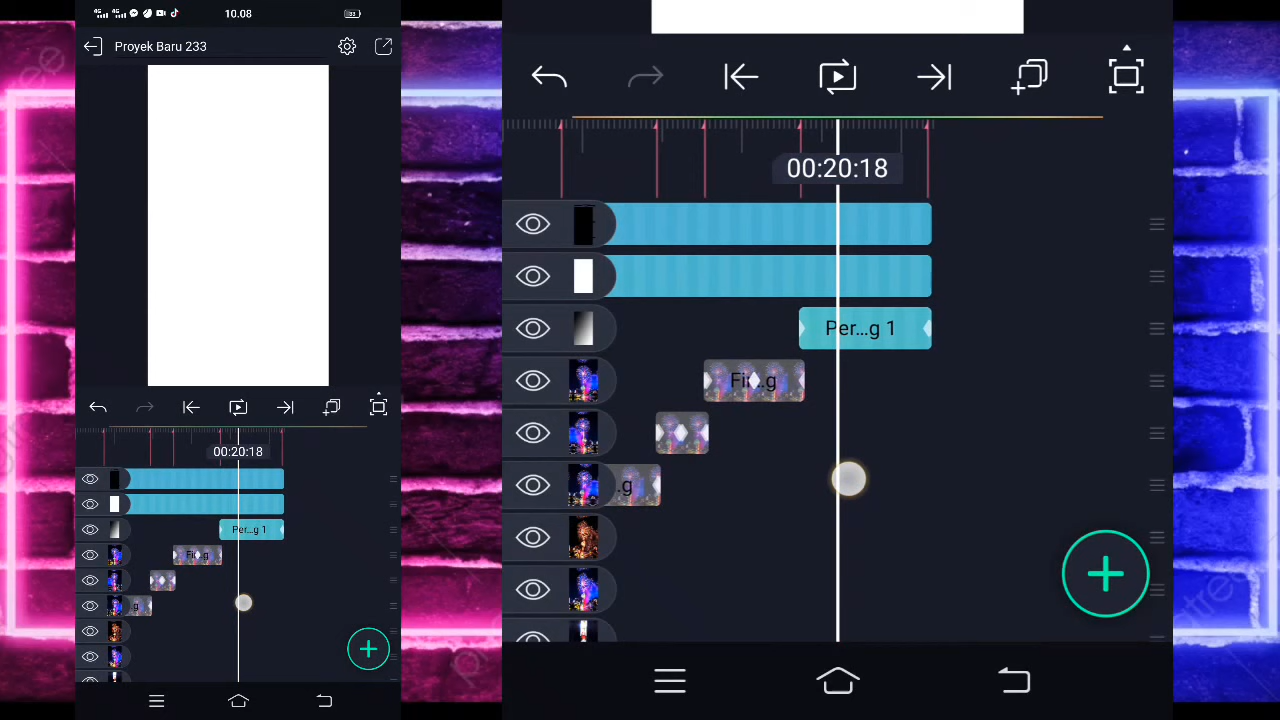 10.08
Proyek Baru 233
00:20:18
Per...g 1
Fi...g
00:20:18
Per...g 1
Fi...g
.g